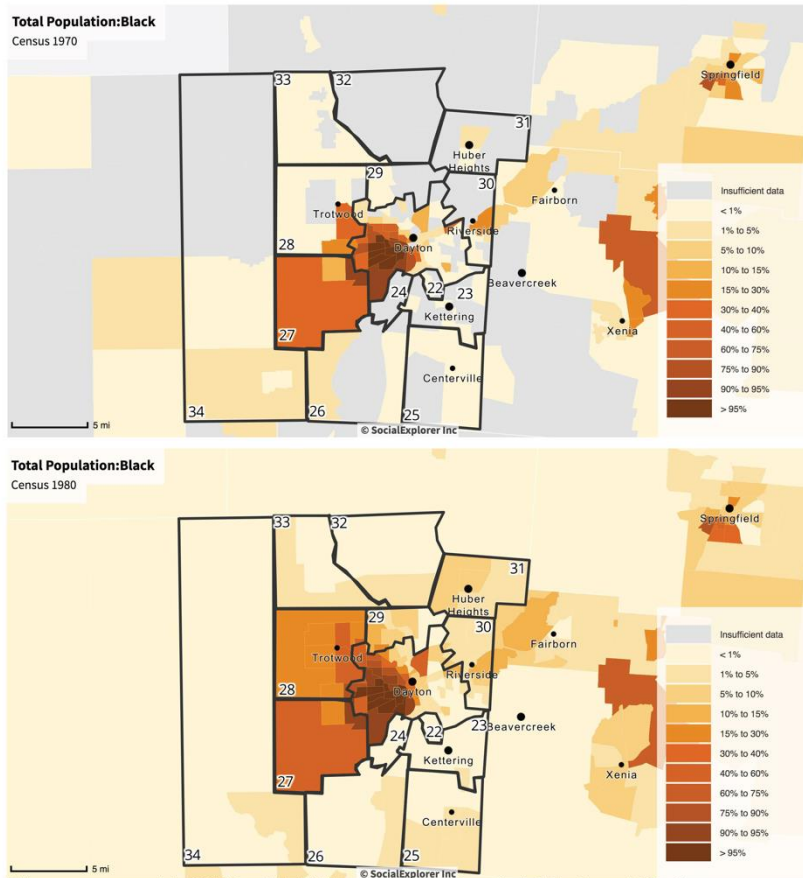 Total Population:Black
Census 1970
33
32
Springfield
31
Huber
Heights
29
30
Fairborn
Trotwood
Riverside
Dayton
28
Beavercreek
24
22
23
Kettering
Xenia
27
Centerville
34
26
25
5 mi
© SocialExplorer Inc
Insufficient data
< 1%
1% to 5%
5% to 10%
10% to 15%
15% to 30%
30% to 40%
40% to 60%
60% to 75%
75% to 90%
90% to 95%
> 95%
Total Population:Black
Census 1980
33
32
Springfield
31
Huber
Heights
29
30
Fairborn
Trotwood
Riverside
Dayton
28
23
Beavercreek
24
22
Kettering
Xenia
27
Centerville
34
26
25
5 mi
© SocialExplorer Inc
Insufficient data
< 1%
1% to 5%
5% to 10%
10% to 15%
15% to 30%
30% to 40%
40% to 60%
60% to 75%
75% to 90%
90% to 95%
> 95%